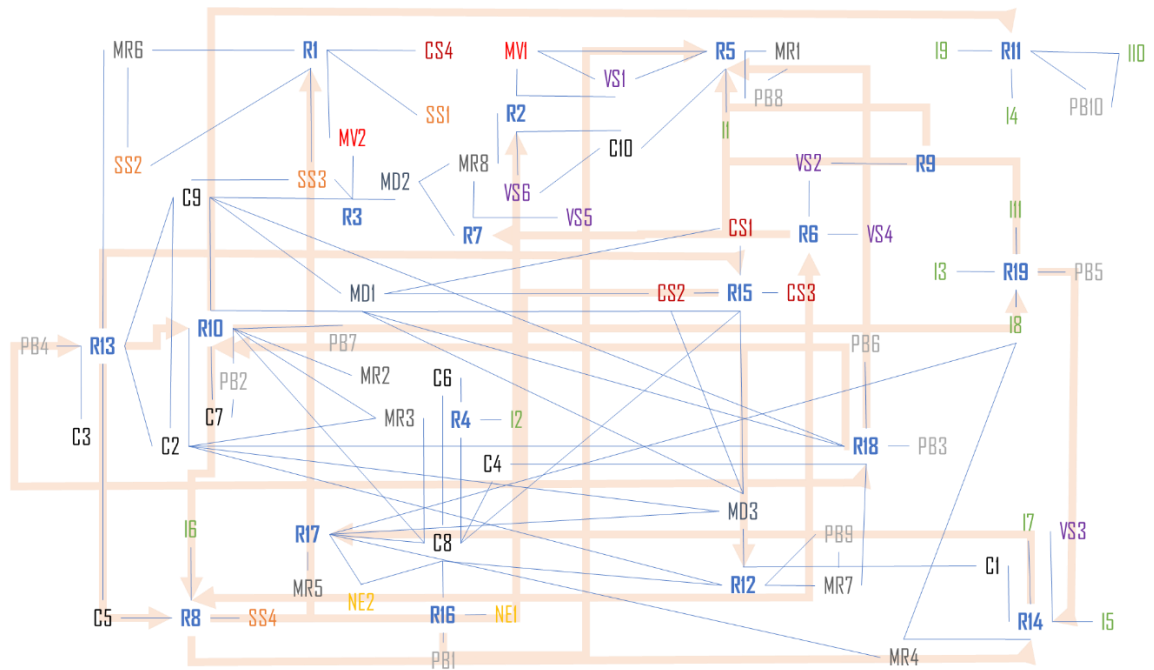 MR6 R1 CS4 MV1 R5 MR1 I9 R11 I10
VS1 PB8 PB10
SS1 R2 I1 I4
SS2 MV2 MR8 C10 VS2 R9
C9 SS3 MD2 VS6
R3 R7 VS5 CS1 R6 VS4 I11
MD1 CS2 R15 CS3 I3 R19 PB5
PB4 R13 R10 PB7 PB6 I8
PB2 MR2 C6
C3 C2 C7 MR3 R4 I2 R18 PB3
C4
I6 R17 C8 MD3 PB9 I7 VS3
MR5 NE2 R12 MR7 C1
C5 R8 SS4 R16 NE1 R14 I5
PB1 MR4